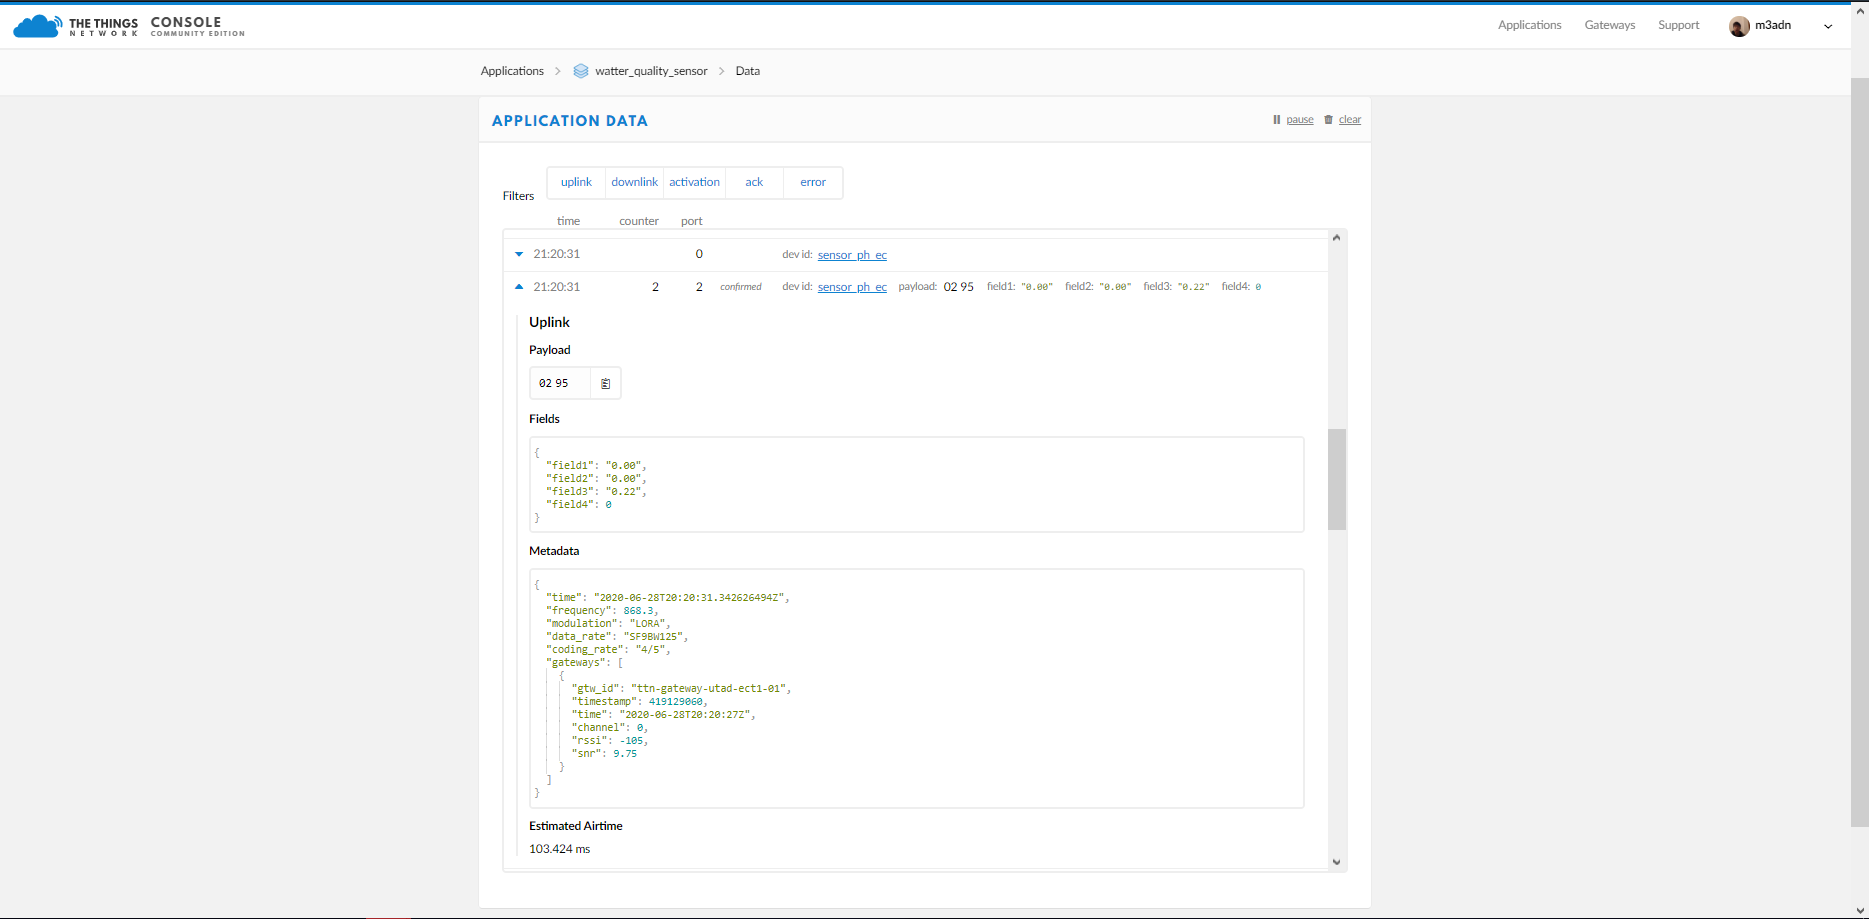 THE THINGS NETWORK CONSOLE COMMUNITY EDITION Applications Gateways Support m3adn
Applications > watter_quality_sensor > Data
APPLICATION DATA pause clear
Filters uplink downlink activation ack error
time counter port
21:20:31 0 dev id: sensor_ph_ec
21:20:31 2 2 confirmed dev id: sensor_ph_ec payload: 02 95 field1: "0.00" field2: "0.00" field3: "0.22" field4: 0
Uplink
Payload
02 95
Fields
{
"field1": "0.00",
"field2": "0.00",
"field3": "0.22",
"field4": 0
}
Metadata
{
"time": "2020-06-28T20:20:31.342626494Z",
"frequency": 868.3,
"modulation": "LORA",
"data_rate": "SF9BW125",
"coding_rate": "4/5",
"gateways": [
{
"gtw_id": "ttn-gateway-utad-ect1-01",
"timestamp": 419129060,
"time": "2020-06-28T20:20:27Z",
"channel": 0,
"rssi": -105,
"snr": 9.75
}
]
}
Estimated Airtime
103.424 ms